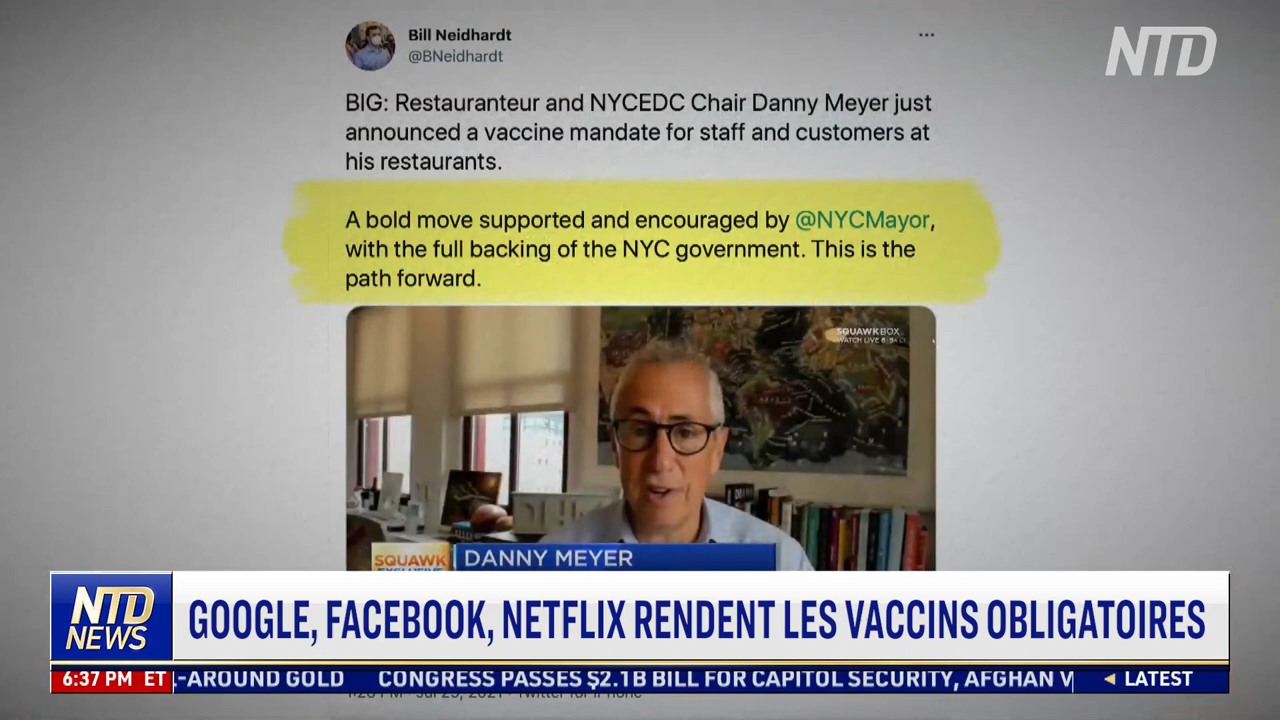 Bill Neidhardt
@BNeidhardt
NTD
BIG: Restauranteur and NYCEDC Chair Danny Meyer just
announced a vaccine mandate for staff and customers at
his restaurants.
A bold move supported and encouraged by @NYCMayor,
with the full backing of the NYC government. This is the
path forward.
SQUAWK BOX
WATCH LIVE
SQUAWK
DANNY MEYER
NTD
NEWS
GOOGLE, FACEBOOK, NETFLIX RENDENT LES VACCINS OBLIGATOIRES
6:37 PM ET
-AROUND GOLD CONGRESS PASSES $2.1B BILL FOR CAPITOL SECURITY, AFGHAN V
LATEST